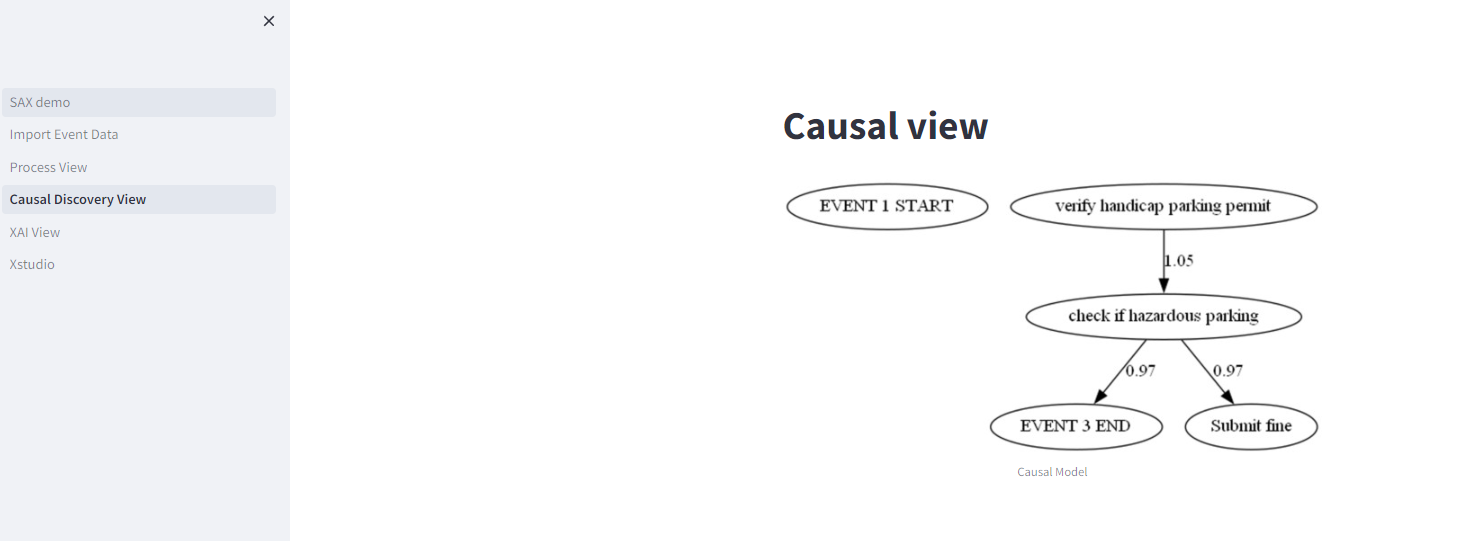 SAX demo
Import Event Data
Process View
Causal Discovery View
XAI View
Xstudio
Causal view
EVENT 1 START
verify handicap parking permit
1.05
check if hazardous parking
0.97
0.97
EVENT 3 END
Submit fine
Causal Model